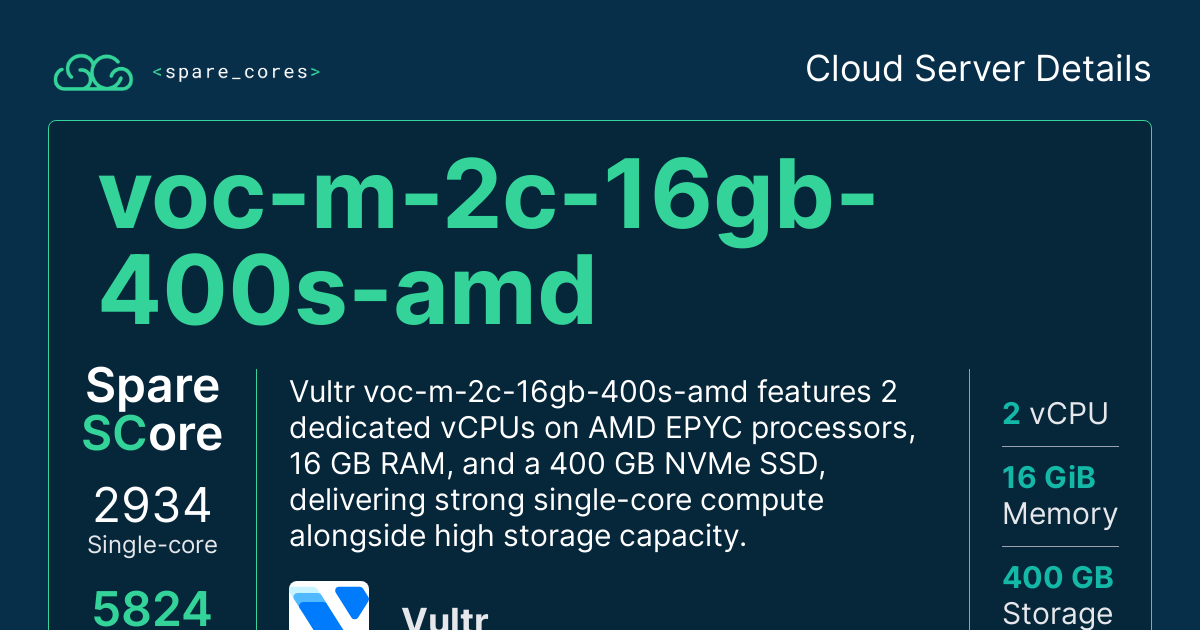 <spare_cores>
Cloud Server Details
voc-m-2c-16gb-
400s-amd
Spare
SCore
2934
Single-core
5824
Vultr voc-m-2c-16gb-400s-amd features 2
dedicated vCPUs on AMD EPYC processors,
16 GB RAM, and a 400 GB NVMe SSD,
delivering strong single-core compute
alongside high storage capacity.
Vultr
2 vCPU
16 GiB
Memory
400 GB
Storage